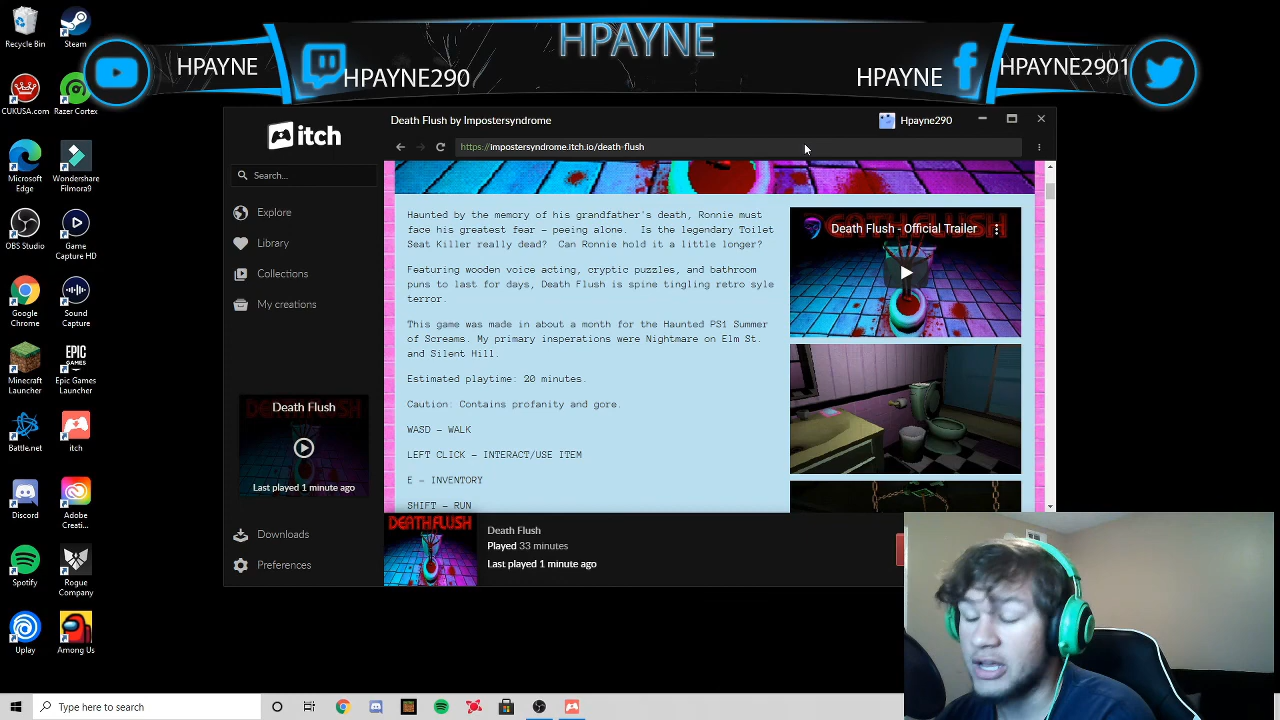 HPAYNE
HPAYNE
HPAYNE290
HPAYNE
HPAYNE2901
Recycle Bin
Steam
CUKUSA.com
Razer Cortex
Microsoft Edge
Wondershare Filmora9
OBS Studio
Game Capture HD
Google Chrome
Sound Capture
Minecraft Launcher
EPIC GAMES
Epic Games Launcher
Battle.net
itch
Discord
Adobe Creati...
Spotify
Rogue Company
Uplay
Among Us
itch
Search...
Explore
Library
Collections
My creations
Death Flush
Last played 1 minute ago
Downloads
Preferences
Death Flush by Impostersyndrome
Hpayne290
https://impostersyndrome.itch.io/death-flush
Haunted by the memory of his grandfather's death, Ronnie must
face his greatest fear - peeing alone. Is the legendary Toilet
Seat Killer really dead? Can Ronnie hold it a little longer?
Featuring wooden voice acting, cryptic puzzles, and bathroom
puns to last for days, Death Flush is spine tingling retro syle
terror.
This game was made in about a month for the Haunted PS1 Summer
of Screams. My primary insperations were Nightmare on Elm St.
and Silent Hill.
Estimated playtime: 20 minutes.
Caution: Contains profanity and gore.
WASD - WALK
LEFT CLICK - INTERACT/USE ITEM
E - INVENTORY
SHIFT - RUN
DEATH FLUSH
Death Flush - Official Trailer
DEATH FLUSH
Death Flush
Played 33 minutes
Last played 1 minute ago
Type here to search